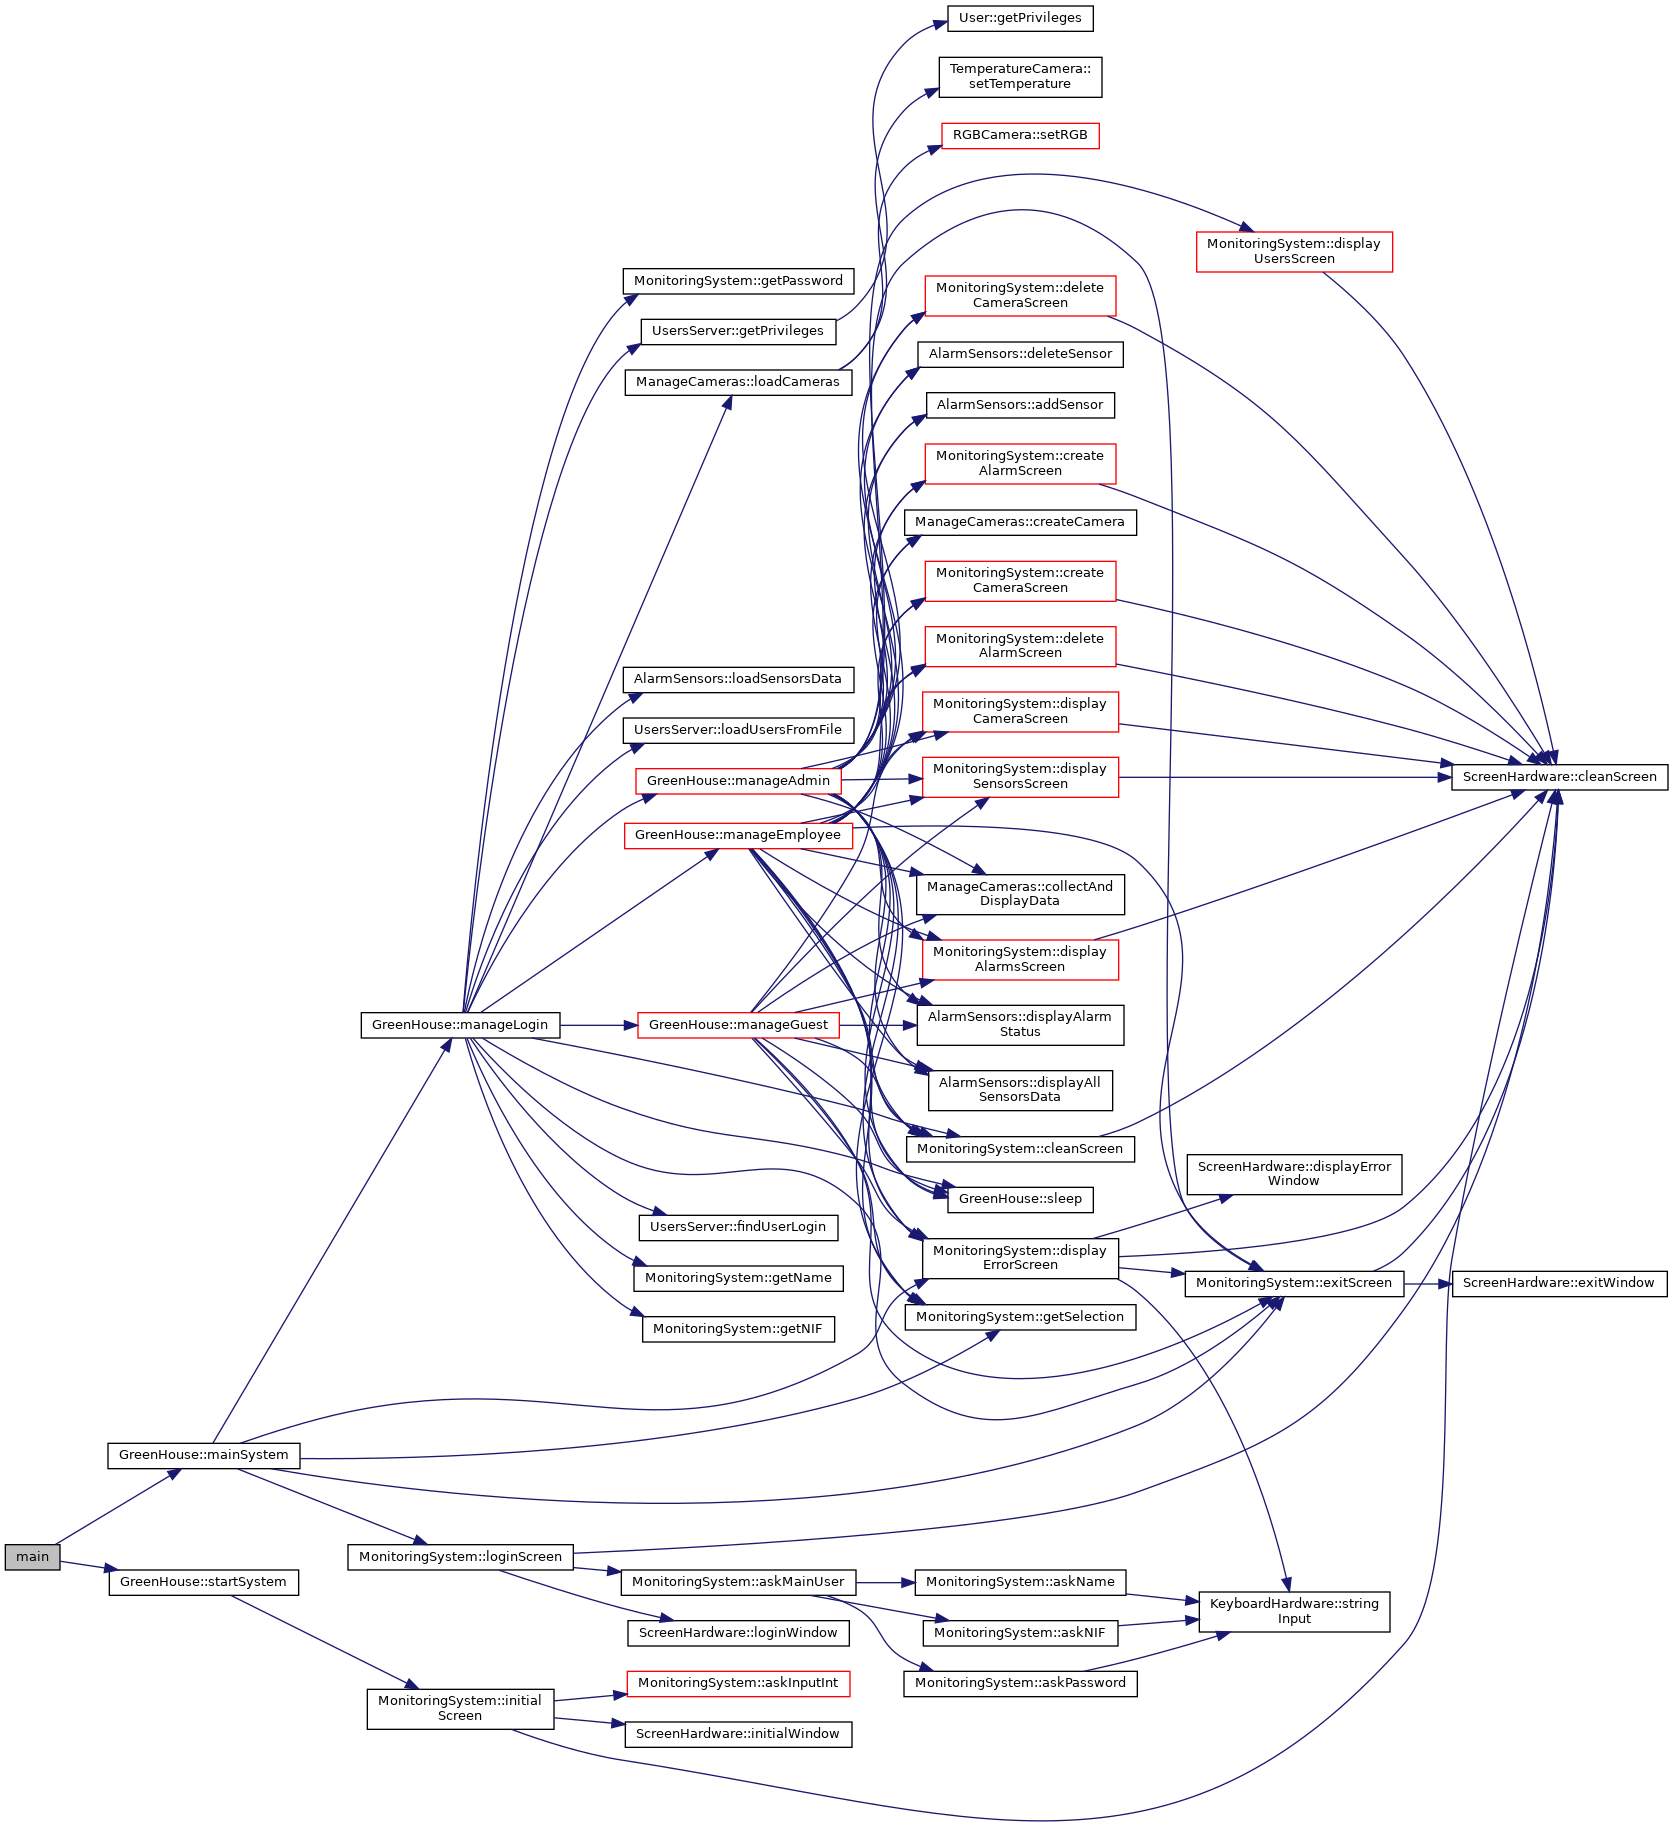 User::getPrivileges
TemperatureCamera::
setTemperature
RGBCamera::setRGB
MonitoringSystem::display
UsersScreen
MonitoringSystem::getPassword
MonitoringSystem::delete
CameraScreen
UsersServer::getPrivileges
AlarmSensors::deleteSensor
ManageCameras::loadCameras
AlarmSensors::addSensor
MonitoringSystem::create
AlarmScreen
ManageCameras::createCamera
MonitoringSystem::create
CameraScreen
MonitoringSystem::delete
AlarmScreen
AlarmSensors::loadSensorsData
MonitoringSystem::display
CameraScreen
UsersServer::loadUsersFromFile
GreenHouse::manageAdmin
MonitoringSystem::display
SensorsScreen
ScreenHardware::cleanScreen
GreenHouse::manageEmployee
ManageCameras::collectAnd
DisplayData
MonitoringSystem::display
AlarmsScreen
GreenHouse::manageLogin
GreenHouse::manageGuest
AlarmSensors::displayAlarm
Status
AlarmSensors::displayAll
SensorsData
MonitoringSystem::cleanScreen
ScreenHardware::displayError
Window
GreenHouse::sleep
UsersServer::findUserLogin
MonitoringSystem::display
ErrorScreen
MonitoringSystem::getName
MonitoringSystem::exitScreen
ScreenHardware::exitWindow
MonitoringSystem::getSelection
MonitoringSystem::getNIF
GreenHouse::mainSystem
main
MonitoringSystem::loginScreen
GreenHouse::startSystem
MonitoringSystem::askMainUser
MonitoringSystem::askName
KeyboardHardware::string
Input
ScreenHardware::loginWindow
MonitoringSystem::askNIF
MonitoringSystem::askInputInt
MonitoringSystem::askPassword
MonitoringSystem::initial
Screen
ScreenHardware::initialWindow